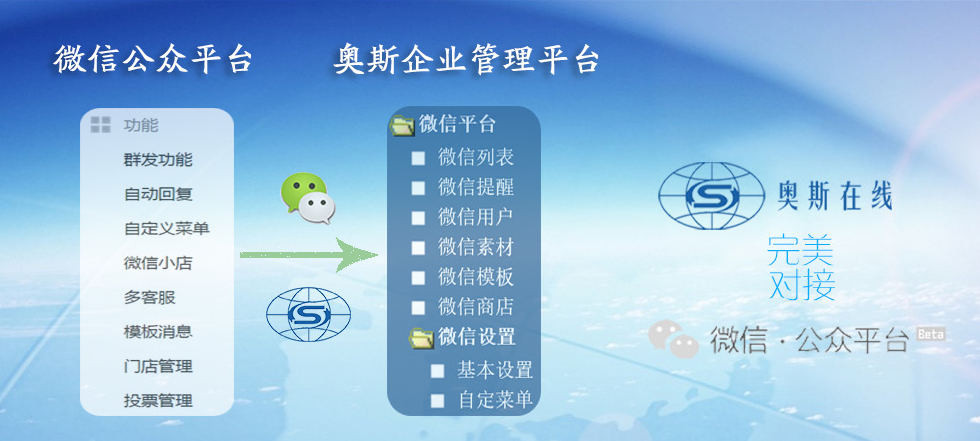 微信公众平台
奥斯企业管理平台
功能
群发功能
自动回复
自定义菜单
微信小店
多客服
模板消息
门店管理
投票管理
微信平台
微信列表
微信提醒
微信用户
微信素材
微信模板
微信商店
微信设置
基本设置
自定菜单
S
S
奥斯在线
完美
对接
微信·公众平台 Beta